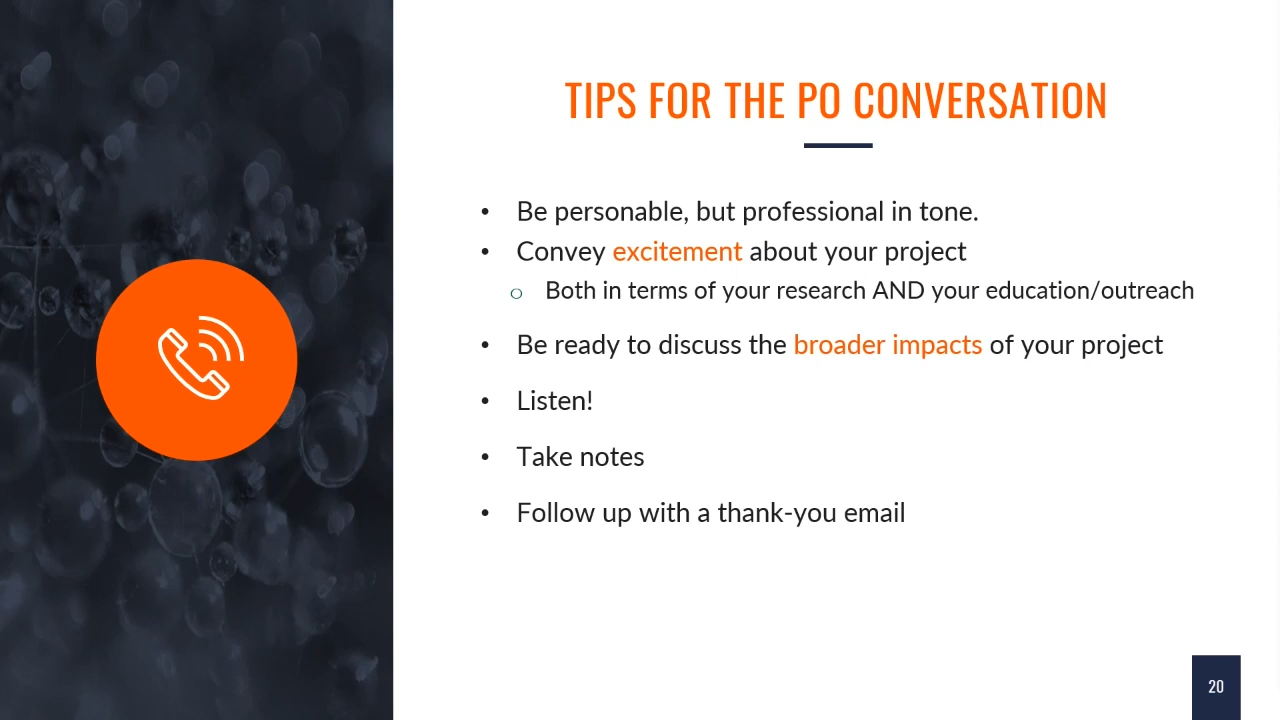 TIPS FOR THE PO CONVERSATION
• Be personable, but professional in tone.
• Convey excitement about your project
○ Both in terms of your research AND your education/outreach
• Be ready to discuss the broader impacts of your project
• Listen!
• Take notes
• Follow up with a thank-you email
20